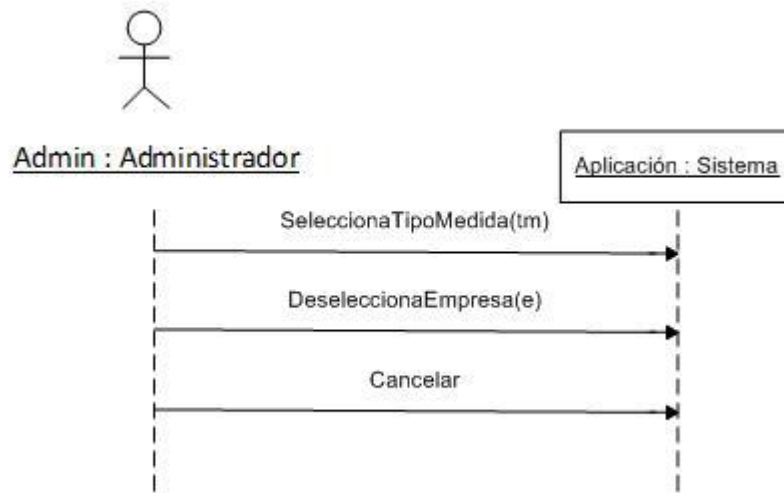 Admin : Administrador
Aplicación : Sistema
SeleccionaTipoMedida(tm)
DeseleccionaEmpresa(e)
Cancelar